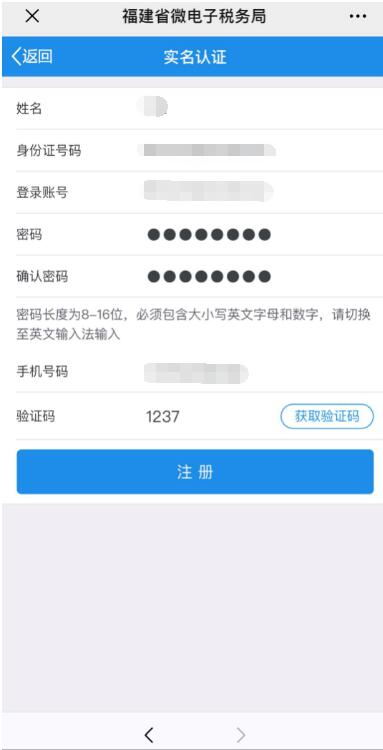 福建省微电子税务局
返回
实名认证
姓名
身份证号码
登录账号
密码 ●●●●●●●●
确认密码 ●●●●●●●●
密码长度为8-16位，必须包含大小写英文字母和数字，请切换
至英文输入法输入
手机号码
验证码 1237 获取验证码
注 册